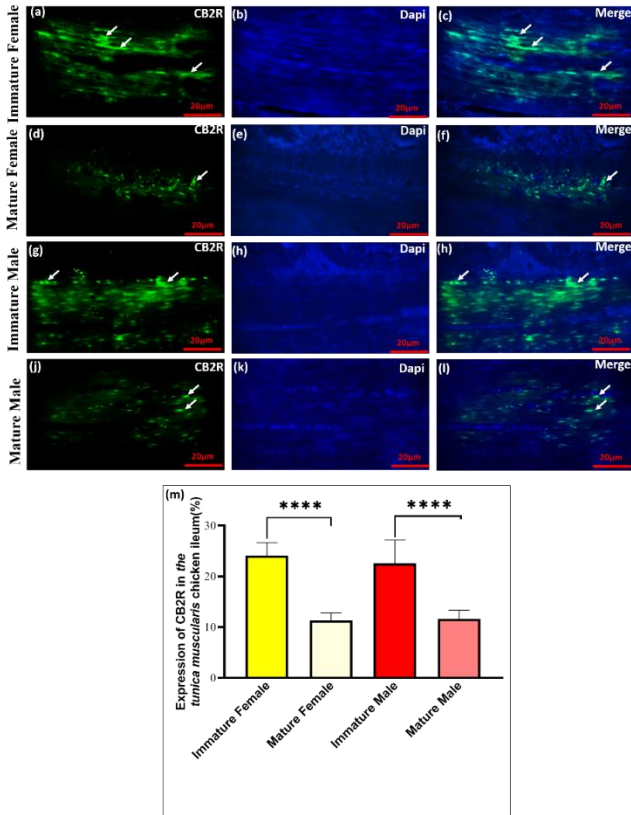 Immature Female
(a) CB2R
20µm
(b) Dapi
20µm
(c) Merge
20µm
Mature Female
(d) CB2R
20µm
(e) Dapi
20µm
(f) Merge
20µm
Immature Male
(g) CB2R
20µm
(h) Dapi
20µm
(h) Merge
20µm
Mature Male
(j) CB2R
20µm
(k) Dapi
20µm
(l) Merge
20µm
(m)
**** ****
Expression of CB2R in the
tunica muscularis chicken ileum(%)
30
20
10
0
Immature Female
Mature Female
Immature Male
Mature Male